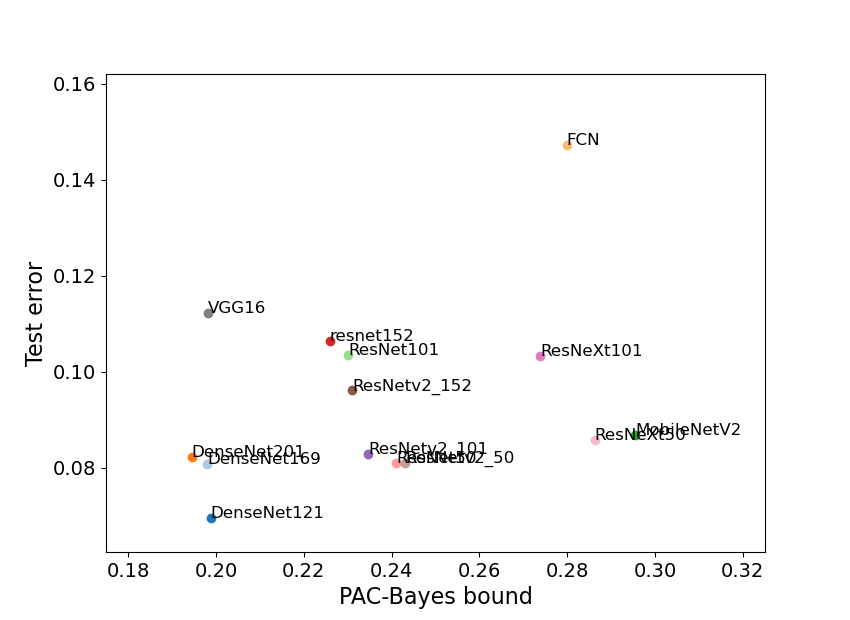 0.16
FCN
0.14
0.12
VGG16
resnet152
ResNet101
ResNeXt101
0.10
ResNetv2_152
MobileNetV2
ResNeXt50
ResNetv2_101
DenseNet201
DenseNet169
ResNet50
ResNetv2_50
0.08
DenseNet121
Test error
0.18 0.20 0.22 0.24 0.26 0.28 0.30 0.32
PAC-Bayes bound